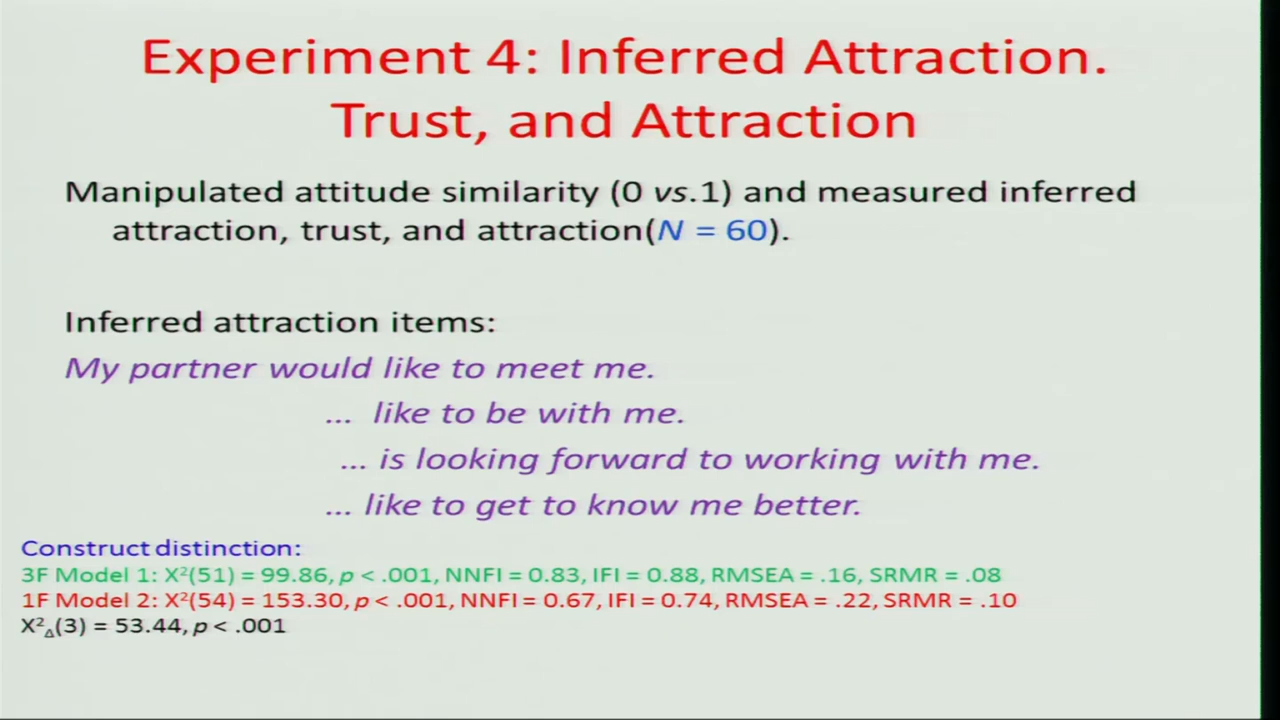 Experiment 4: Inferred Attraction.
Trust, and Attraction
Manipulated attitude similarity (0 vs.1) and measured inferred
attraction, trust, and attraction(N = 60).
Inferred attraction items:
My partner would like to meet me.
... like to be with me.
... is looking forward to working with me.
... like to get to know me better.
Construct distinction:
3F Model 1: X²(51) = 99.86, p < .001, NNFI = 0.83, IFI = 0.88, RMSEA = .16, SRMR = .08
1F Model 2: X²(54) = 153.30, p < .001, NNFI = 0.67, IFI = 0.74, RMSEA = .22, SRMR = .10
X²Δ(3) = 53.44, p < .001